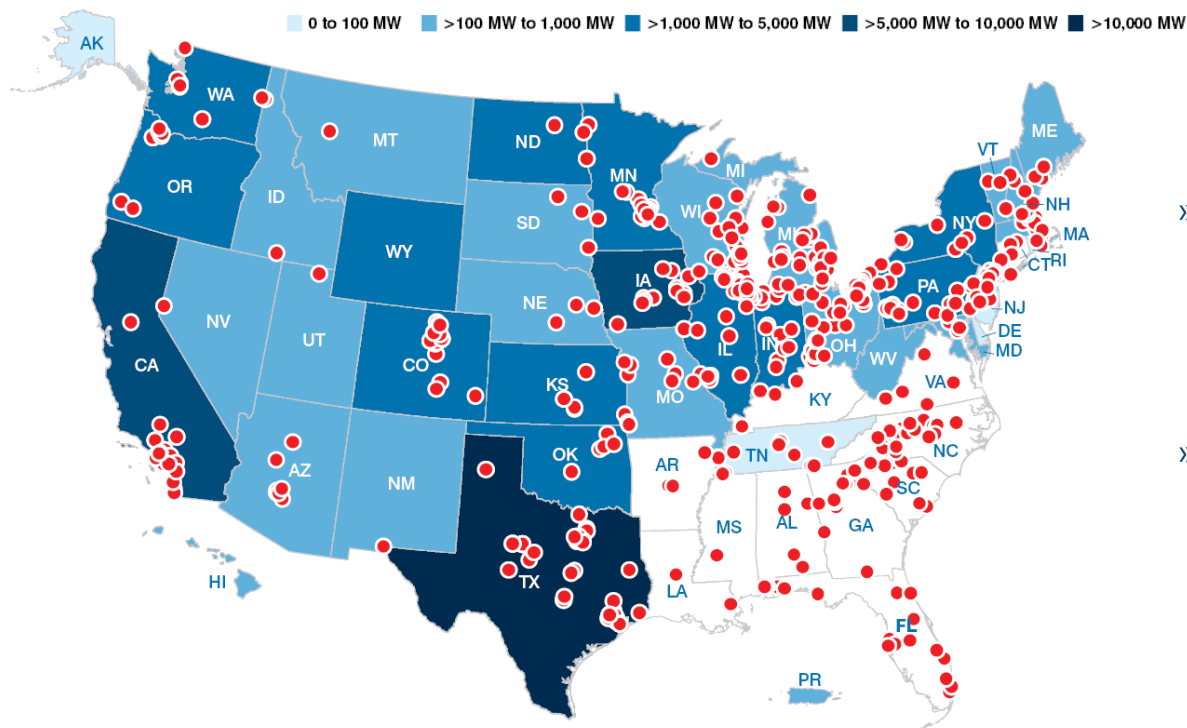 0 to 100 MW >100 MW to 1,000 MW >1,000 MW to 5,000 MW >5,000 MW to 10,000 MW >10,000 MW
AK
WA
MT
ND
MN
ME
VT
MI
OR
ID
SD
WI
NH
NY
MI
MA
WY
RI
CT
IA
PA
NE
NJ
NV
UT
IL
IN
OH
DE
CA
CO
WV
MD
KS
MO
VA
KY
OK
TN
NC
AZ
NM
AR
SC
MS
AL
GA
HI
TX
LA
FL
PR
»
»